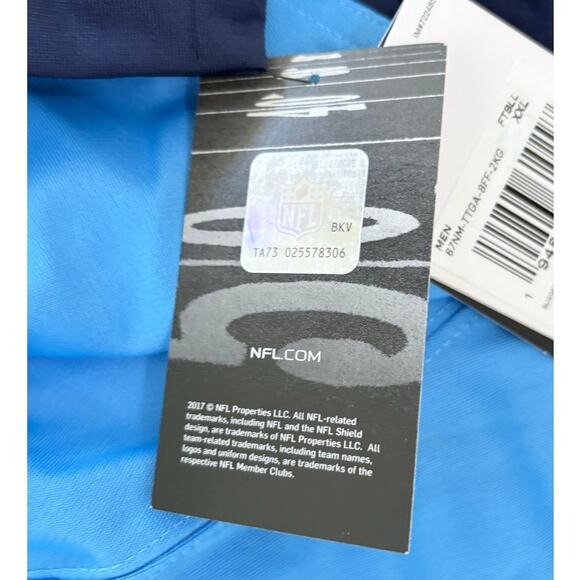 NFL
BKV
TA73 025578306
NFL.COM
2017 © NFL Properties LLC. All NFL-related
trademarks, including NFL and the NFL Shield
design, are trademarks of NFL Properties LLC. All
team-related trademarks, including team names,
logos and uniform designs, are trademarks of the
respective NFL Member Clubs.
FTBLL
XXL
MEN
67NM-TTGA-8FF-2KG